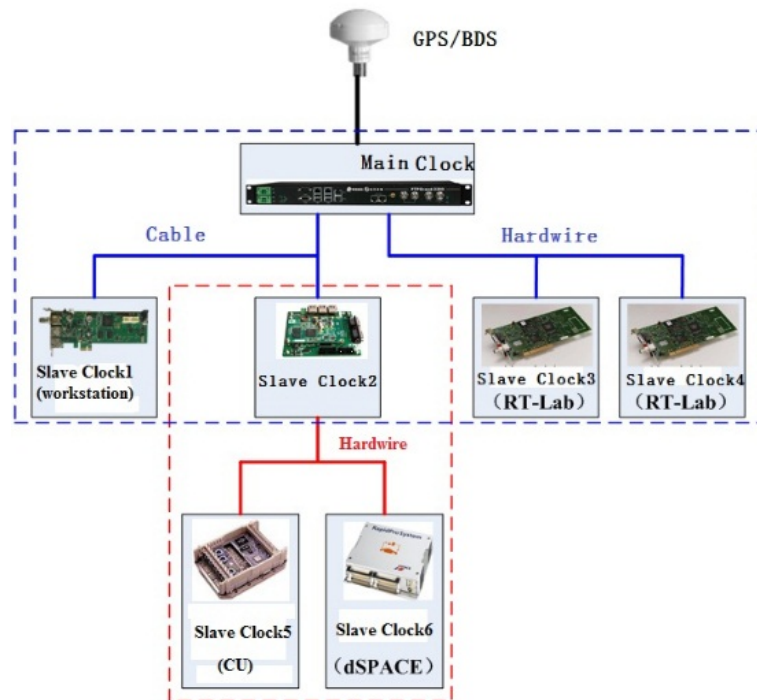 GPS/BDS
Main Clock
Cable
Hardwire
Slave Clock1
(workstation)
Slave Clock2
Slave Clock3
（RT-Lab）
Slave Clock4
（RT-Lab）
Hardwire
RapidProSystem
Slave Clock5
(CU)
Slave Clock6
（dSPACE）